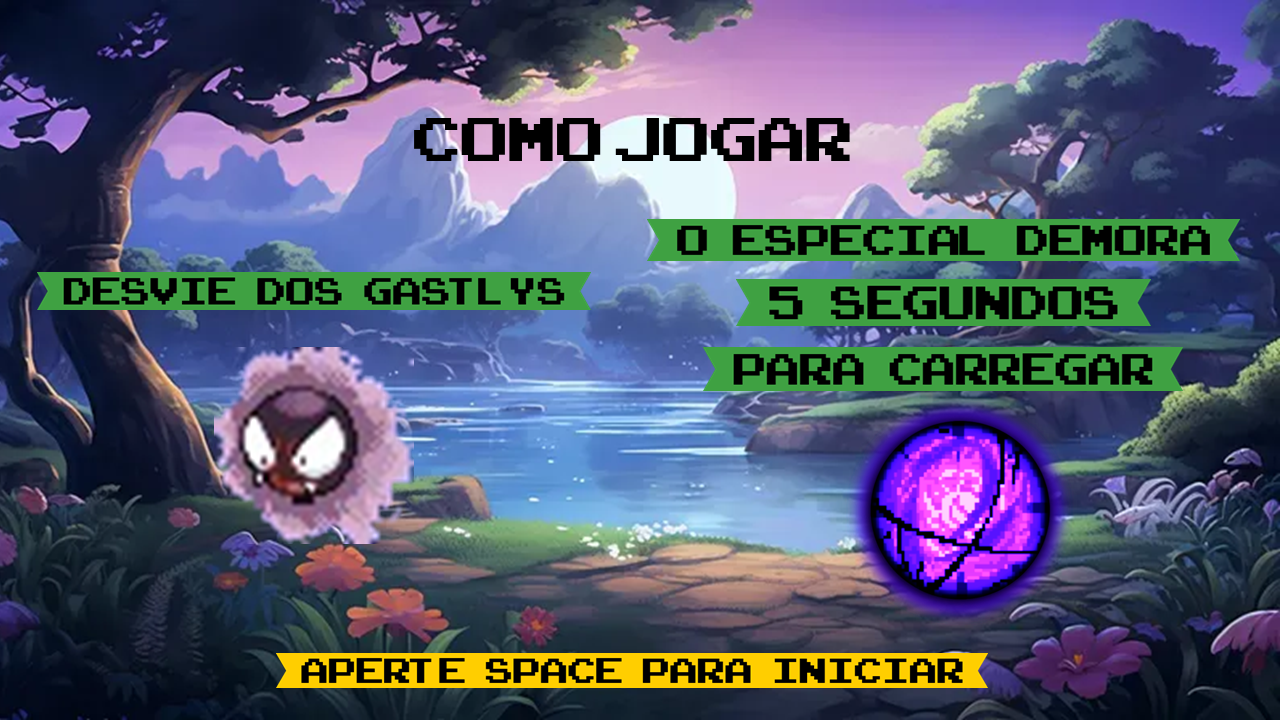 COMO JOGAR
DESVIE DOS GASTLYS
O ESPECIAL DEMORA
5 SEGUNDOS
PARA CARREGAR
APERTE SPACE PARA INICIAR